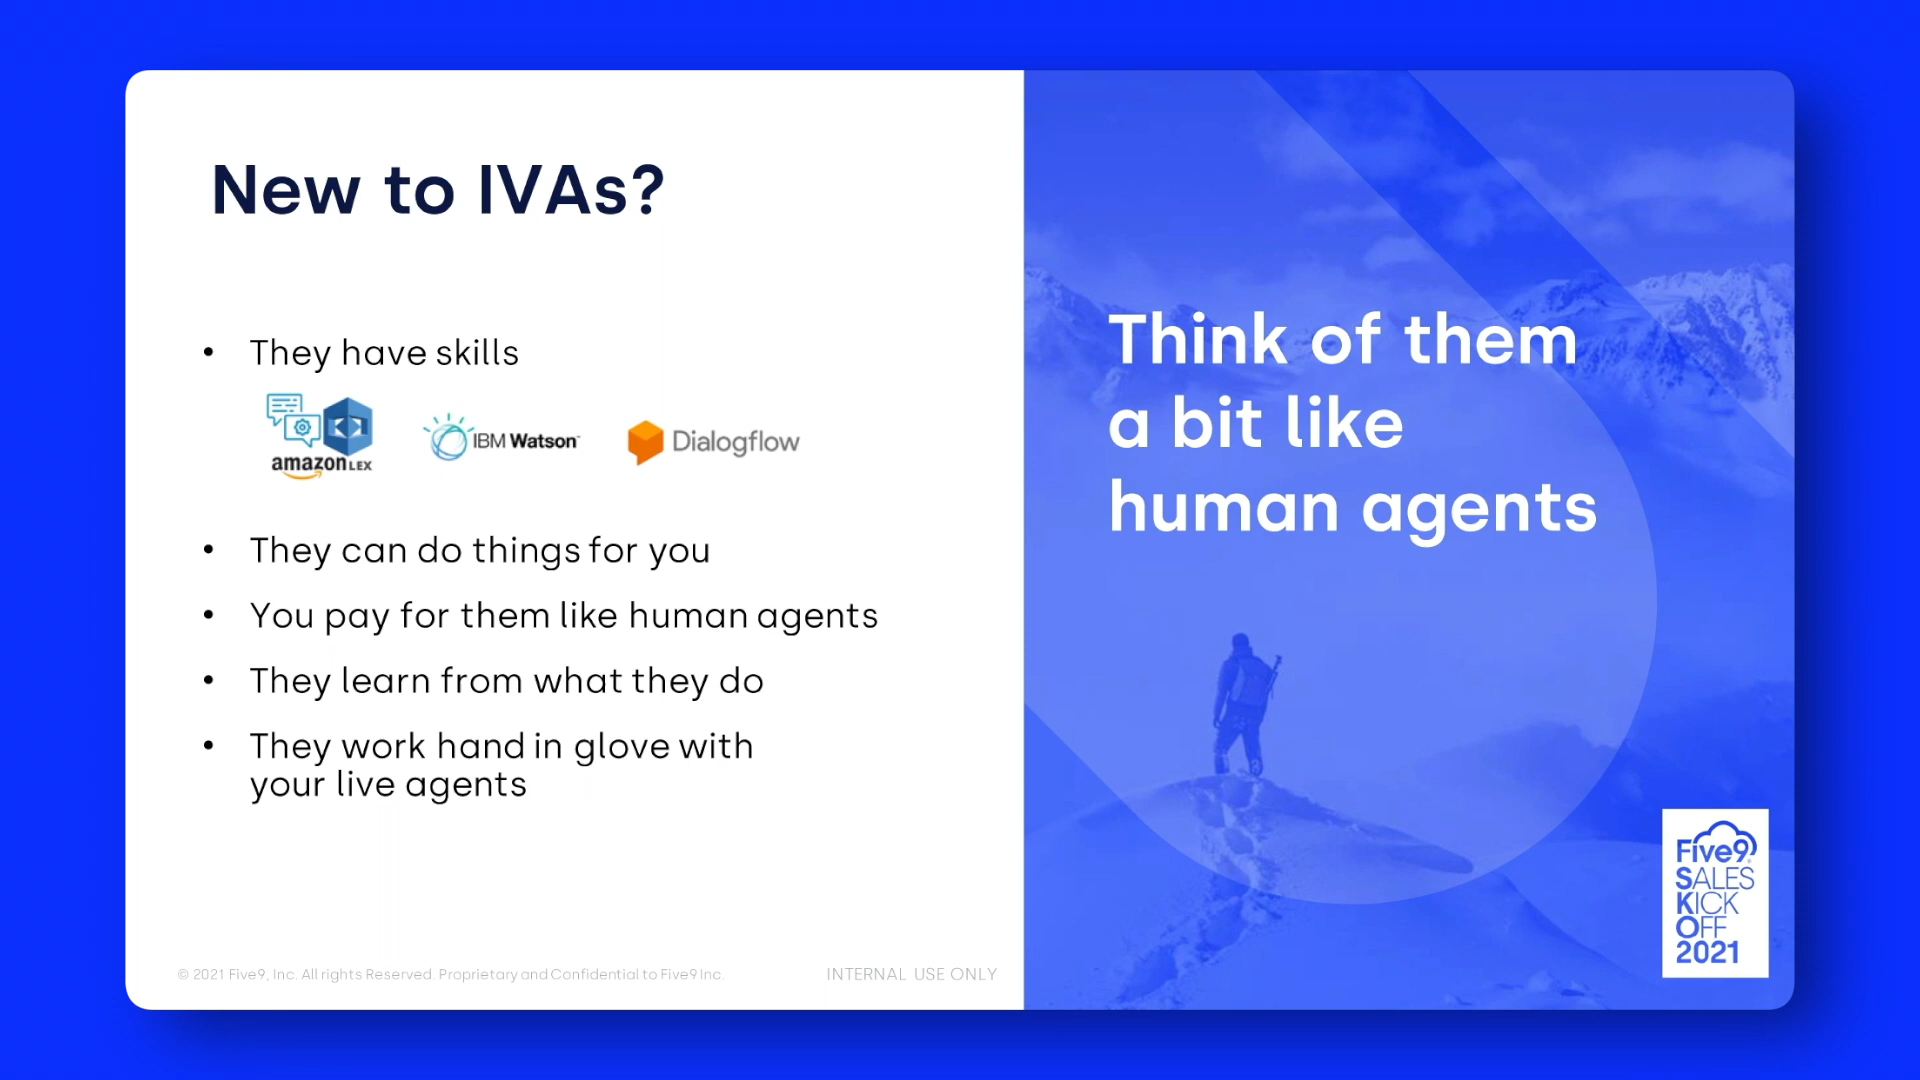 New to IVAs?
• They have skills
amazon LEX
IBM Watson
Dialogflow
• They can do things for you
• You pay for them like human agents
• They learn from what they do
• They work hand in glove with
your live agents
© 2021 Five9, Inc. All rights Reserved. Proprietary and Confidential to Five9 Inc.
INTERNAL USE ONLY
Think of them
a bit like
human agents
Five9
SALES
KICK
OFF
2021